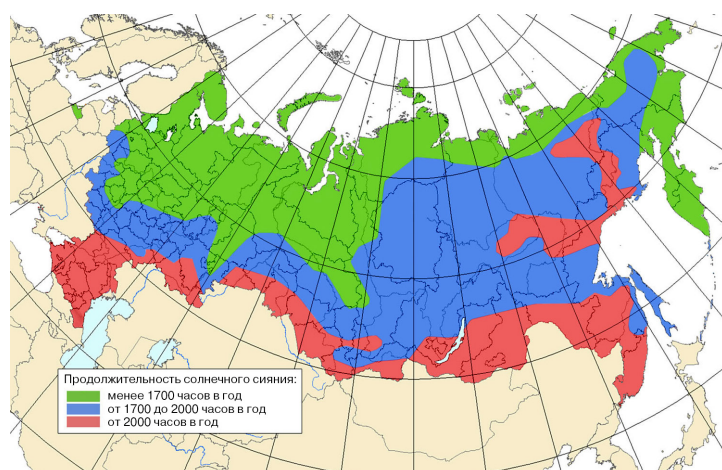 Продолжительность солнечного сияния:
менее 1700 часов в год
от 1700 до 2000 часов в год
от 2000 часов в год